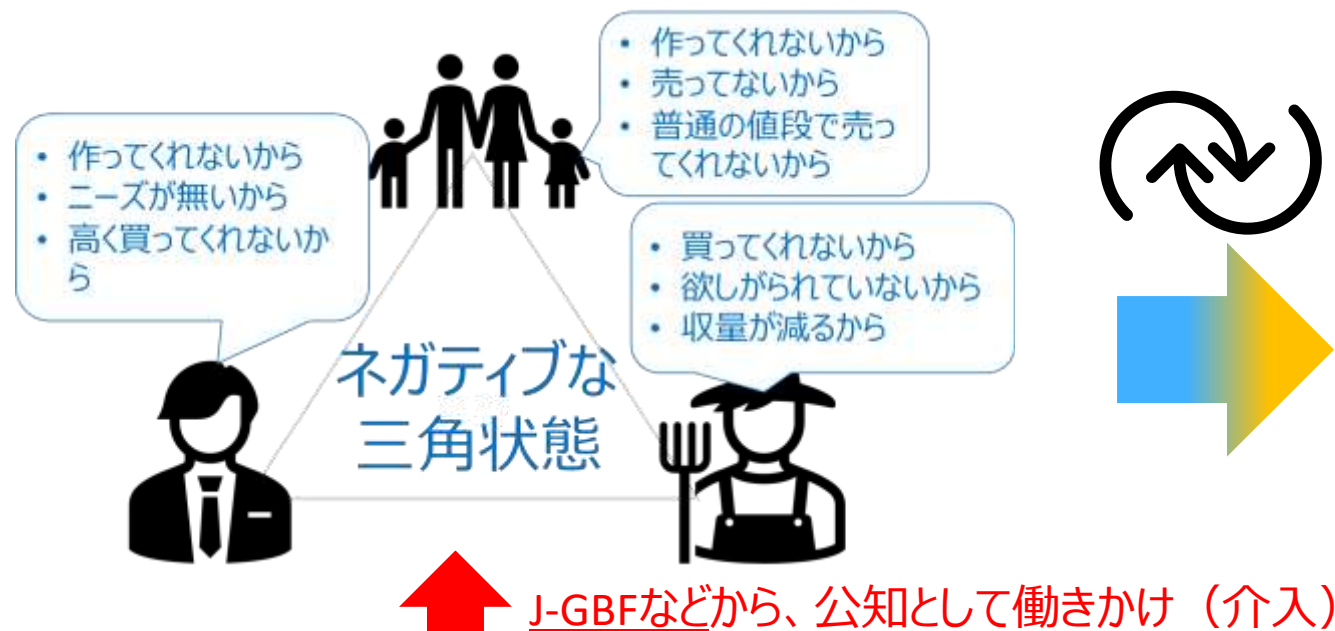 • 作ってくれないから
• 売ってないから
• 普通の値段で売っ
てくれないから
• 作ってくれないから
• ニーズが無いから
• 高く買ってくれないか
ら
• 買ってくれないから
• 欲しがられていないから
• 収量が減るから
ネガティブな
三角状態
J-GBFなどから、公知として働きかけ（介入）